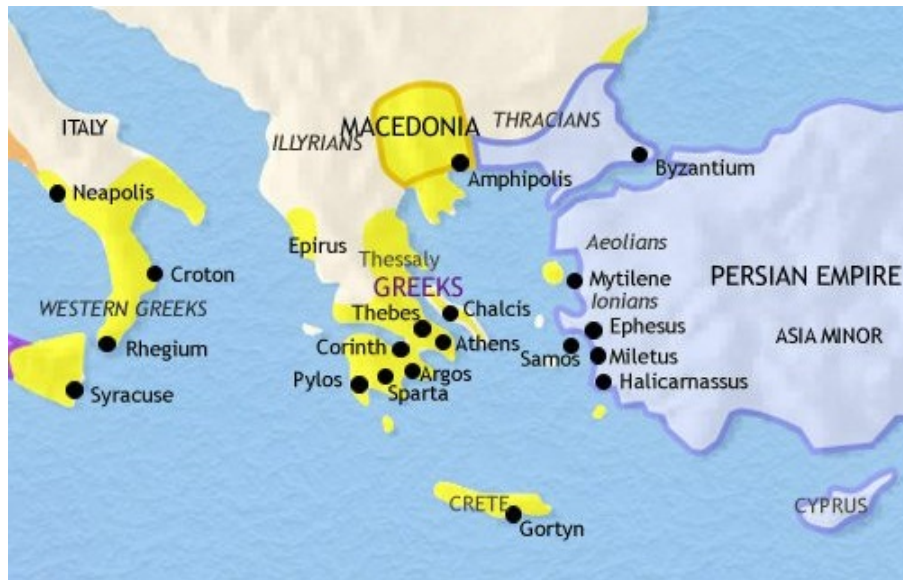 ITALY
ILLYRIANS
MACEDONIA
THRACIANS
Amphipolis
Byzantium
Neapolis
Epirus
Thessaly
Aeolians
Croton
GREEKS
Mytilene
PERSIAN EMPIRE
WESTERN GREEKS
Thebes
Chalcis
Ionians
Ephesus
ASIA MINOR
Rhegium
Corinth
Athens
Samos
Miletus
Pylos
Argos
Halicarnassus
Syracuse
Sparta
CRETE
CYPRUS
Gortyn